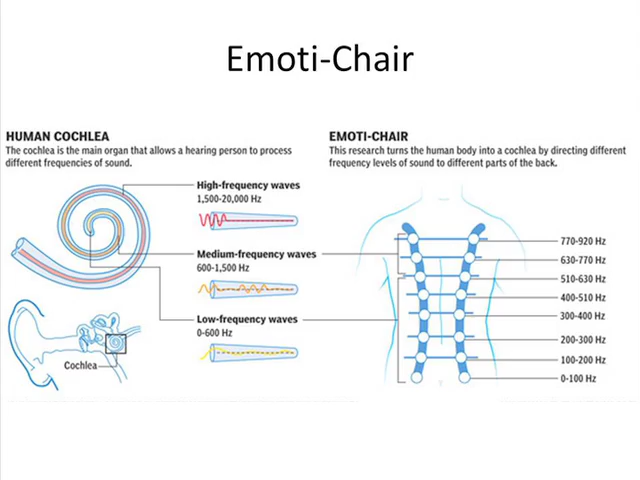 Emoti-Chair
HUMAN COCHLEA
The cochlea is the main organ that allows a hearing person to process
different frequencies of sound.
High-frequency waves
1,500-20,000 Hz
Medium-frequency waves
600-1,500 Hz
Low-frequency waves
0-600 Hz
Cochlea
EMOTI-CHAIR
This research turns the human body into a cochlea by directing different
frequency levels of sound to different parts of the back.
770-920 Hz
630-770 Hz
510-630 Hz
400-510 Hz
300-400 Hz
200-300 Hz
100-200 Hz
0-100 Hz